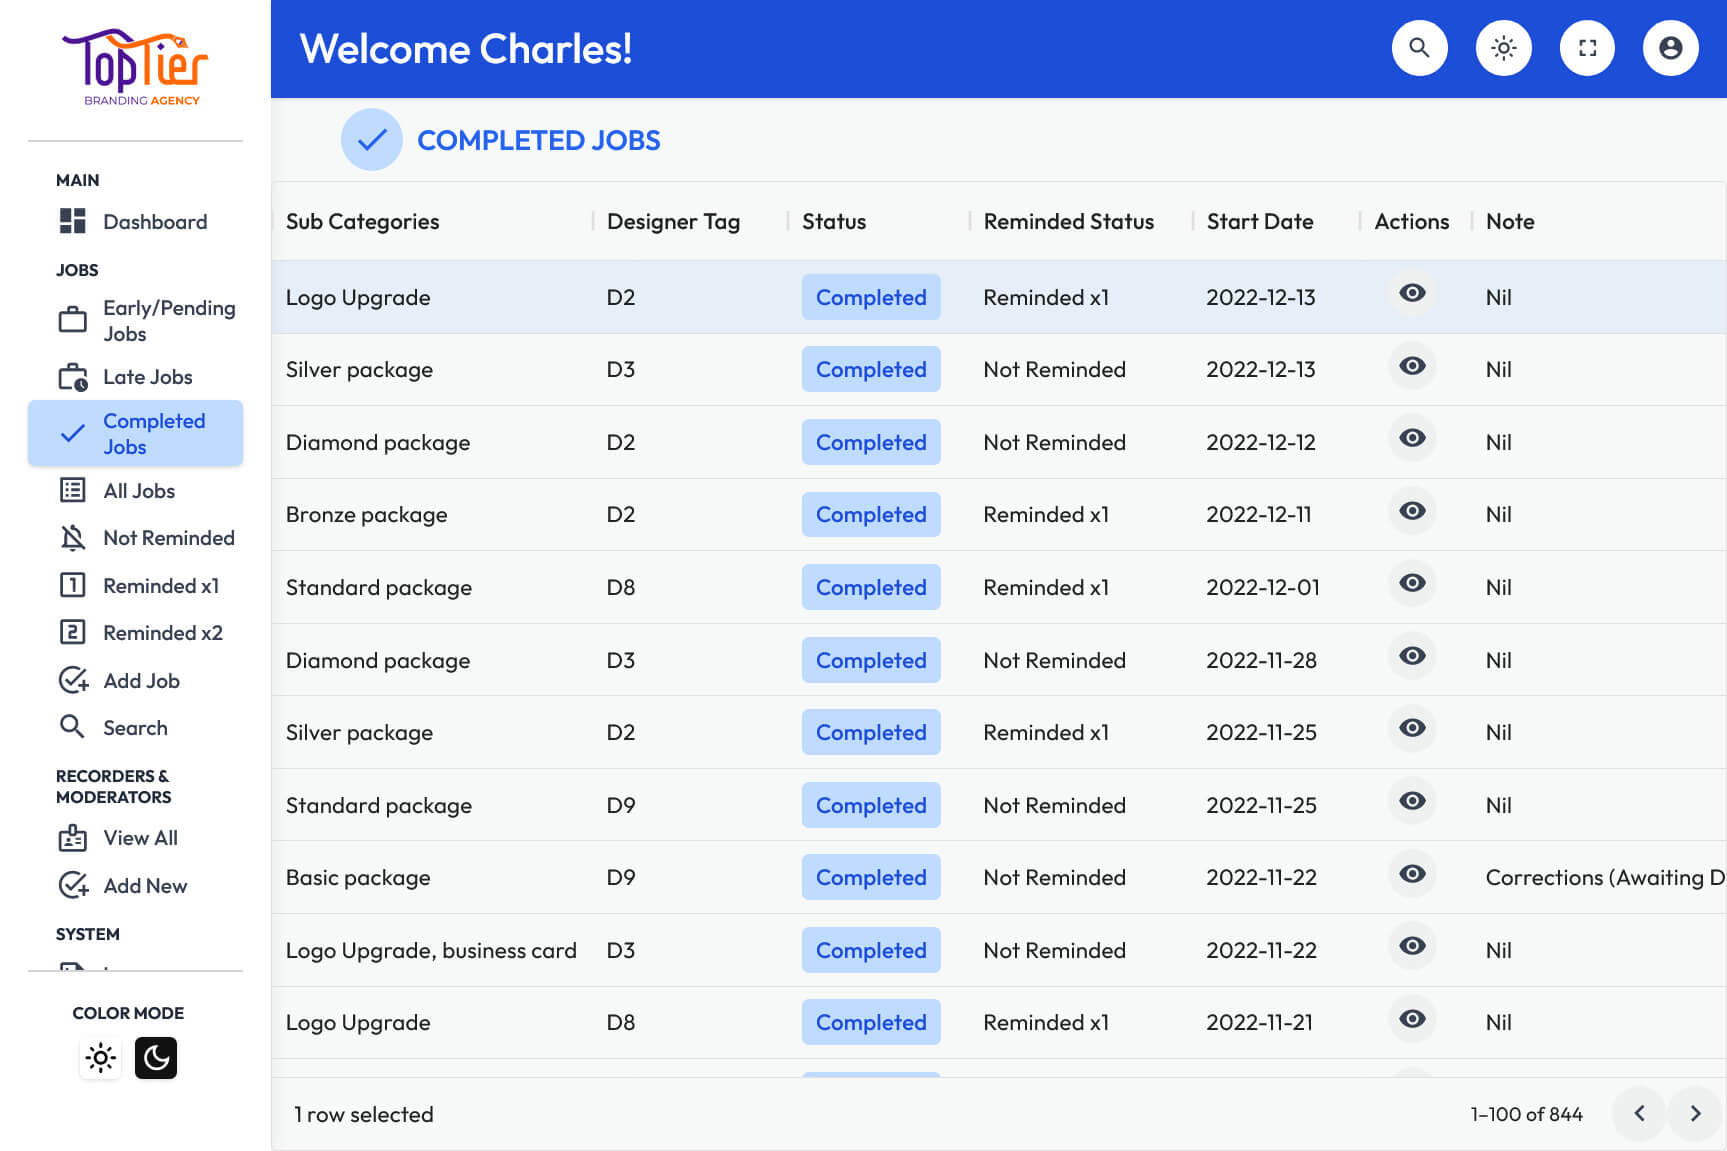 TopTier
BRANDING AGENCY
MAIN
Dashboard
JOBS
Early/Pending
Jobs
Late Jobs
Completed
Jobs
All Jobs
Not Reminded
1 Reminded x1
2 Reminded x2
Add Job
Search
RECORDERS &
MODERATORS
View All
Add New
SYSTEM
COLOR MODE
Welcome Charles!
COMPLETED JOBS
Sub Categories Designer Tag Status Reminded Status Start Date Actions Note
Logo Upgrade D2 Completed Reminded x1 2022-12-13 Nil
Silver package D3 Completed Not Reminded 2022-12-13 Nil
Diamond package D2 Completed Not Reminded 2022-12-12 Nil
Bronze package D2 Completed Reminded x1 2022-12-11 Nil
Standard package D8 Completed Reminded x1 2022-12-01 Nil
Diamond package D3 Completed Not Reminded 2022-11-28 Nil
Silver package D2 Completed Reminded x1 2022-11-25 Nil
Standard package D9 Completed Not Reminded 2022-11-25 Nil
Basic package D9 Completed Not Reminded 2022-11-22 Corrections (Awaiting D
Logo Upgrade, business card D3 Completed Not Reminded 2022-11-22 Nil
Logo Upgrade D8 Completed Reminded x1 2022-11-21 Nil
1 row selected
1–100 of 844